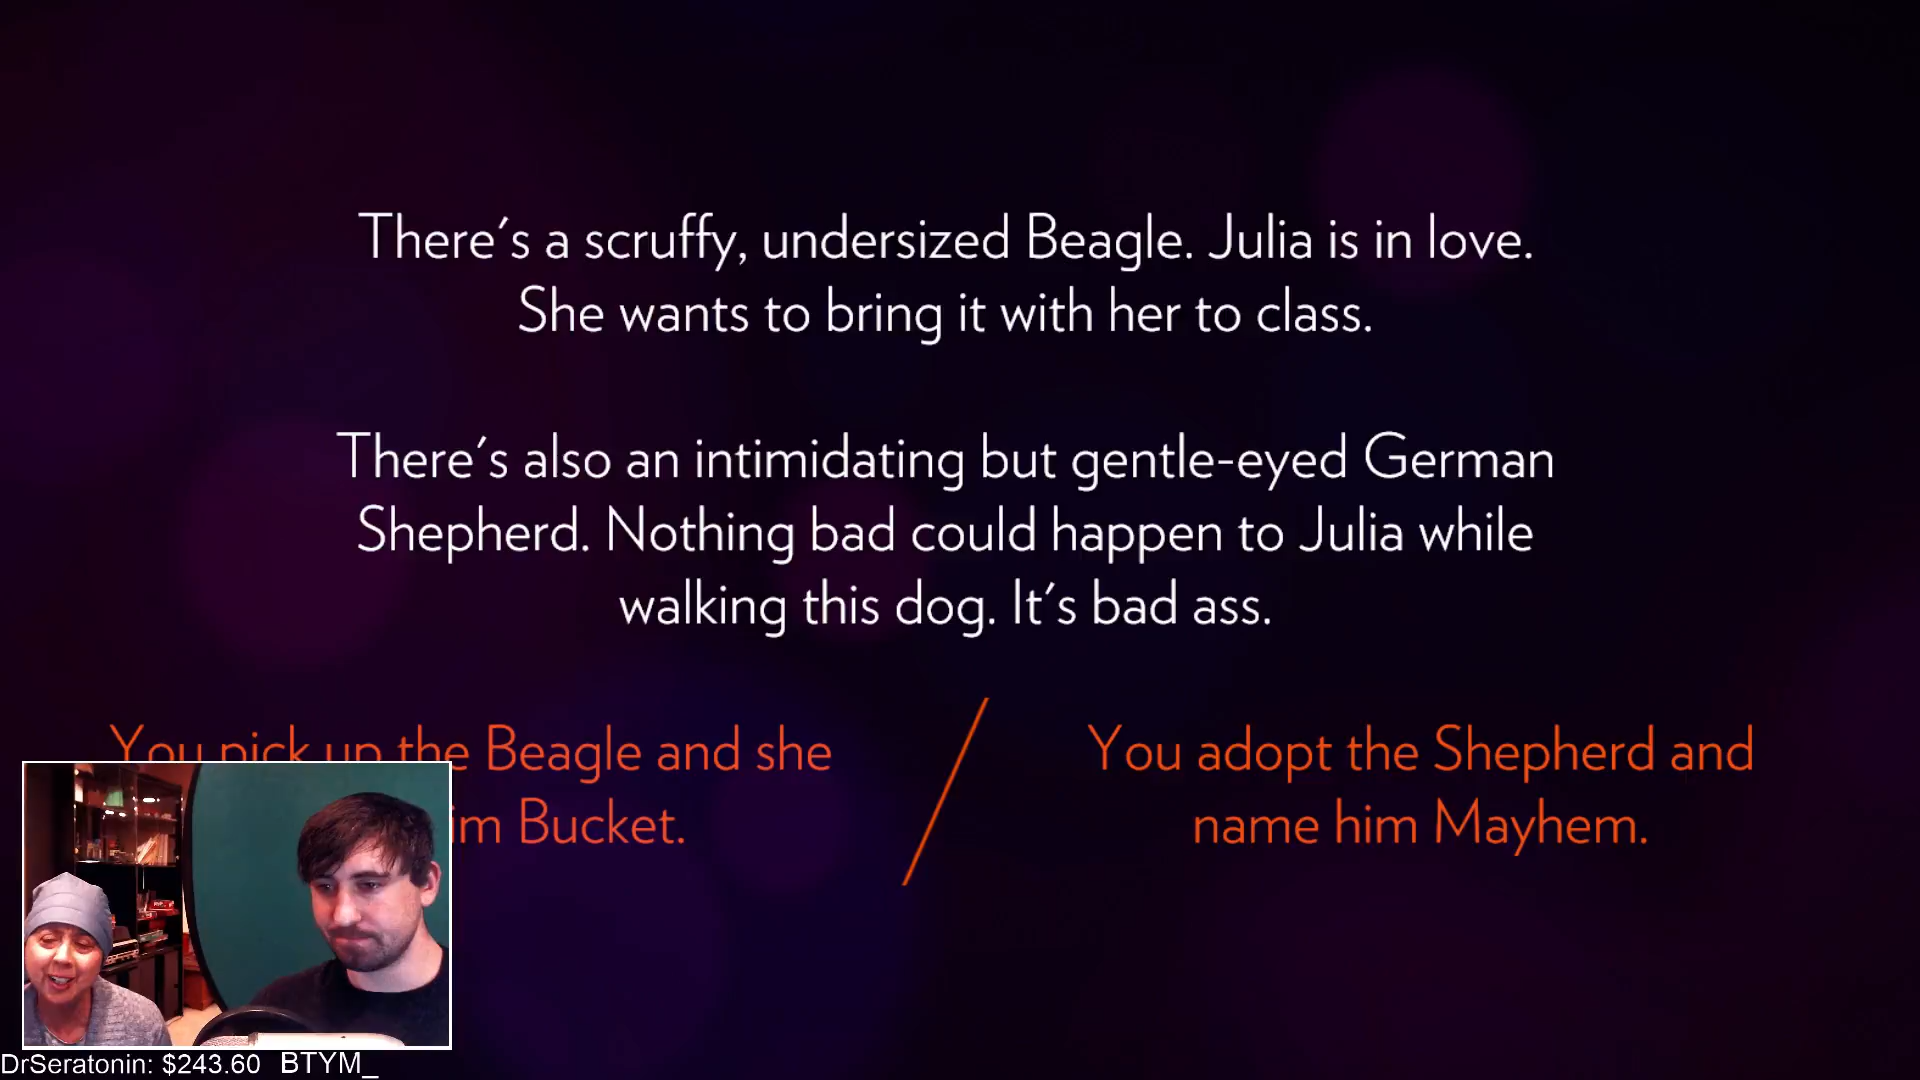 There's a scruffy, undersized Beagle. Julia is in love.
She wants to bring it with her to class.
There's also an intimidating but gentle-eyed German
Shepherd. Nothing bad could happen to Julia while
walking this dog. It's bad ass.
You pick up the Beagle and she
im Bucket.
You adopt the Shepherd and
name him Mayhem.
DrSeratonin: $243.60 BTYM_